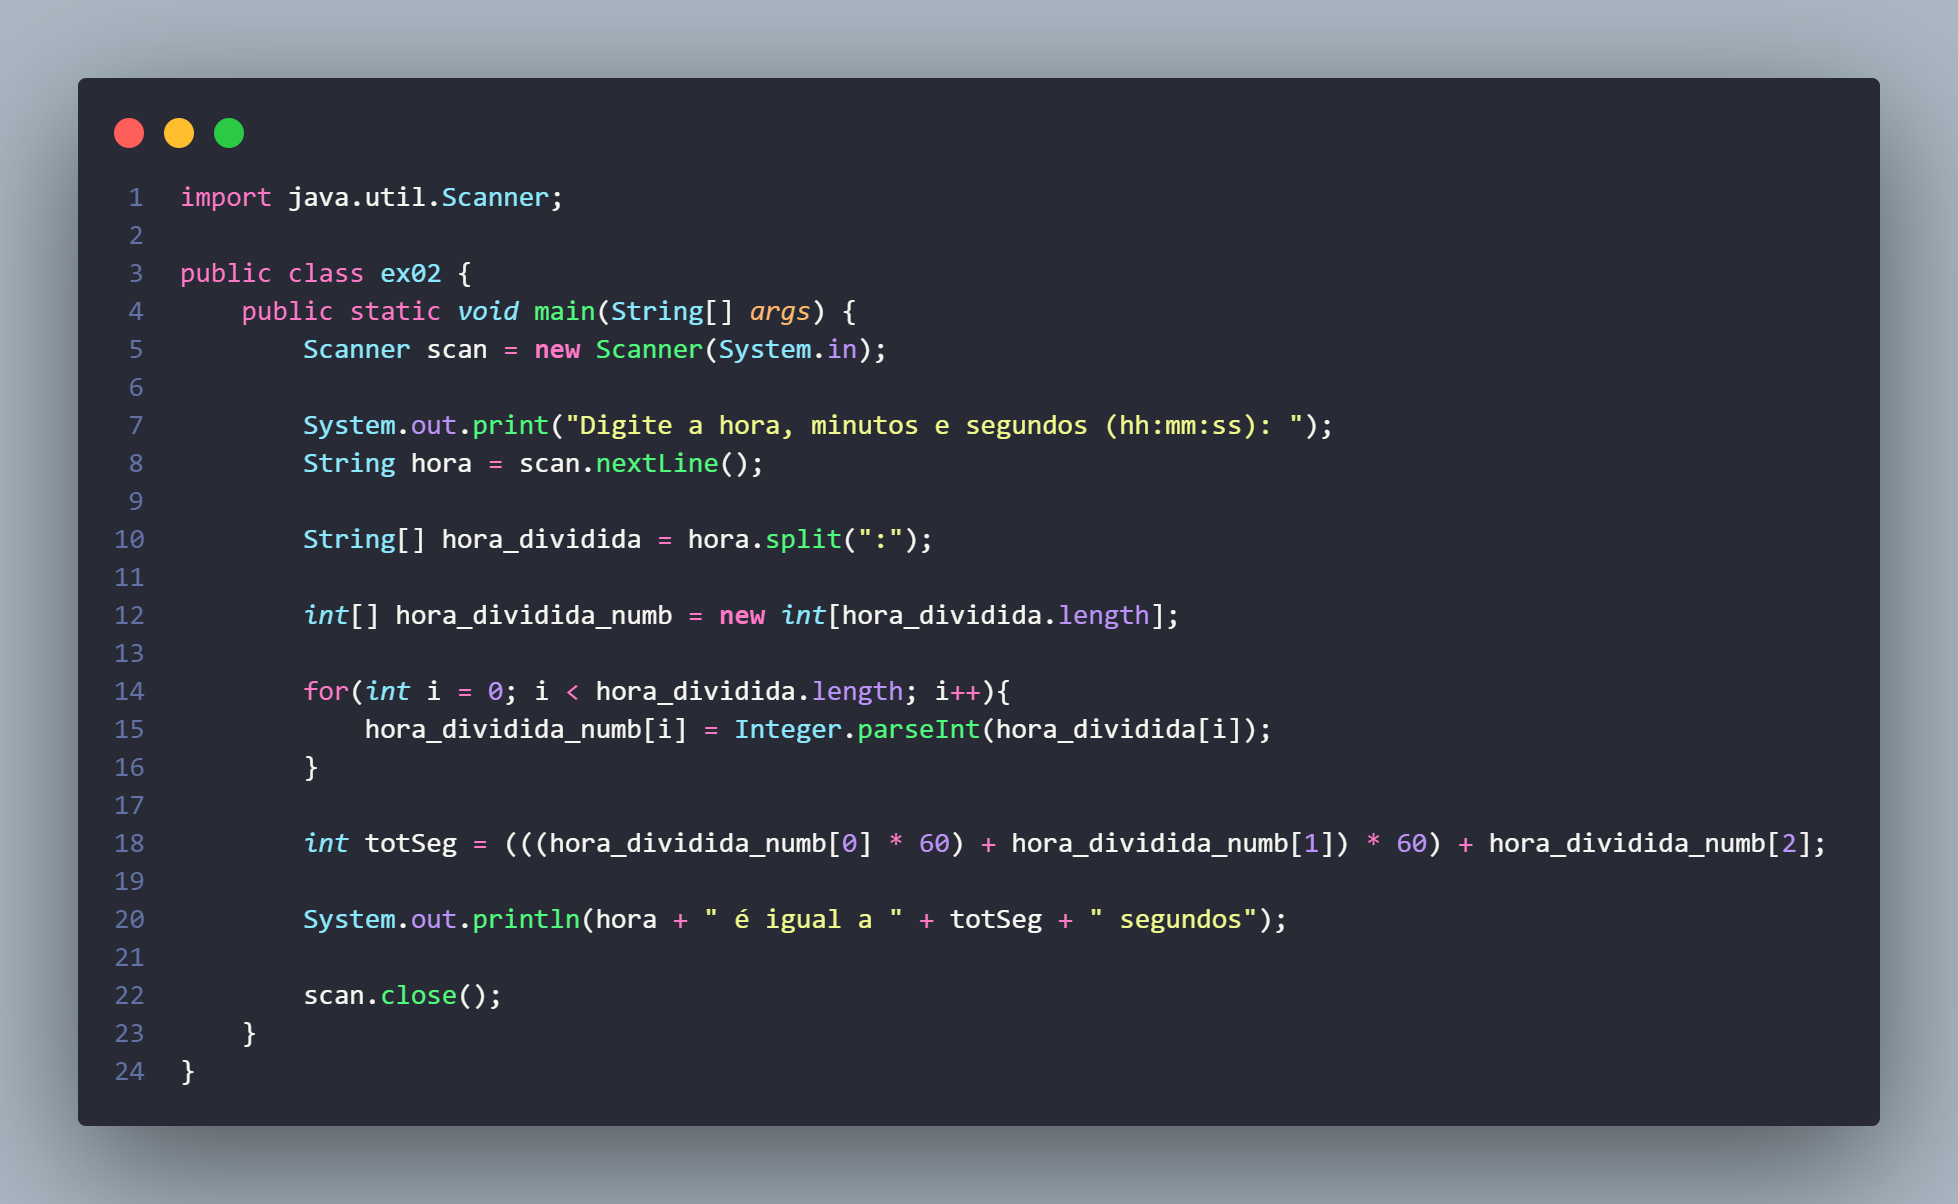 1 import java.util.Scanner;
2
3 public class ex02 {
4     public static void main(String[] args) {
5         Scanner scan = new Scanner(System.in);
6
7         System.out.print("Digite a hora, minutos e segundos (hh:mm:ss): ");
8         String hora = scan.nextLine();
9
10         String[] hora_dividida = hora.split(":");
11
12         int[] hora_dividida_numb = new int[hora_dividida.length];
13
14         for(int i = 0; i < hora_dividida.length; i++){
15             hora_dividida_numb[i] = Integer.parseInt(hora_dividida[i]);
16         }
17
18         int totSeg = (((hora_dividida_numb[0] * 60) + hora_dividida_numb[1]) * 60) + hora_dividida_numb[2];
19
20         System.out.println(hora + " é igual a " + totSeg + " segundos");
21
22         scan.close();
23     }
24 }